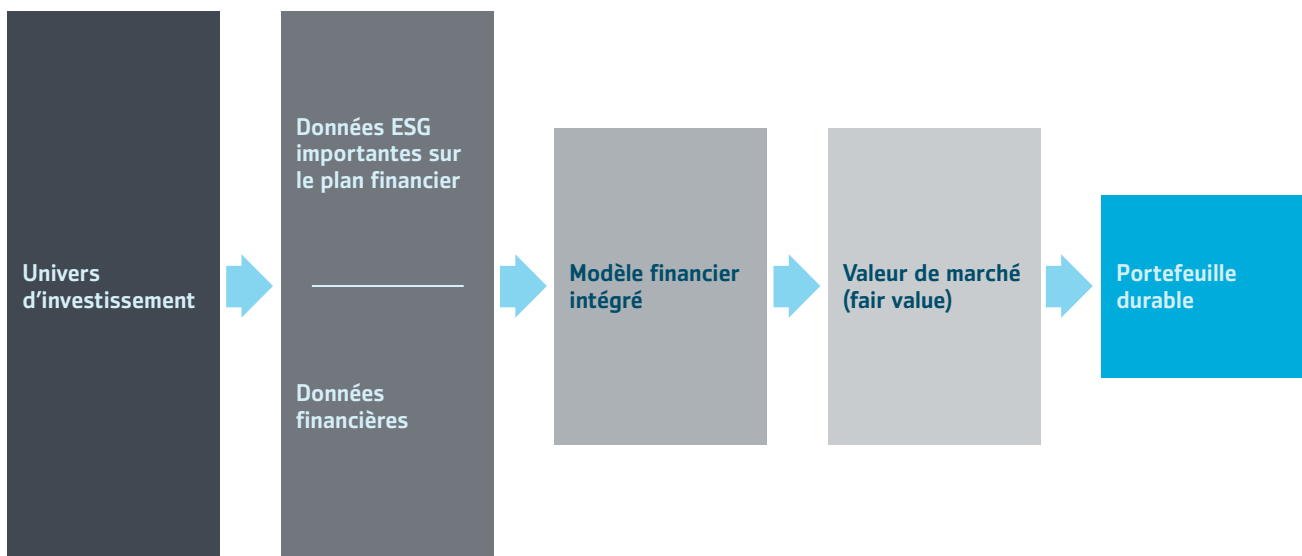 Univers
d’investissement
Données ESG
importantes sur
le plan financier
Données
financières
Modèle financier
intégré
Valeur de marché
(fair value)
Portefeuille
durable